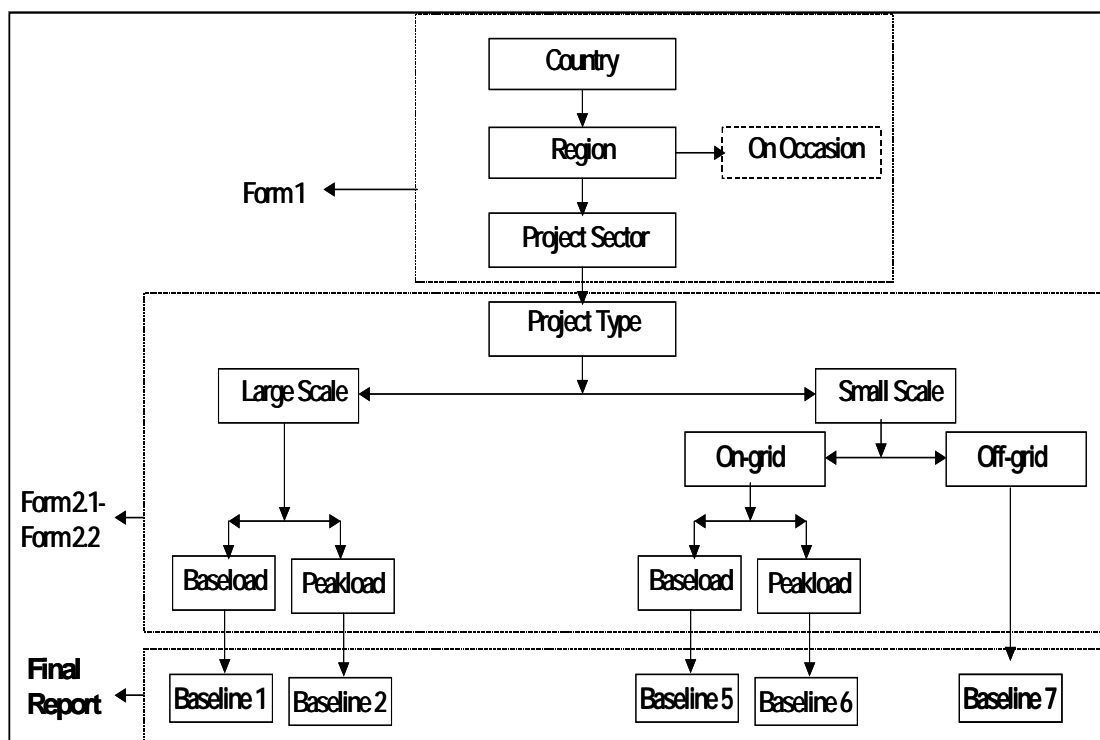 Country
Region
On Occasion
Form 1
Project Sector
Project Type
Large Scale
Small Scale
On-grid
Off-grid
Form 2.1-
Form 2.2
Baseload
Peakload
Baseload
Peakload
Final
Report
Baseline 1
Baseline 2
Baseline 5
Baseline 6
Baseline 7